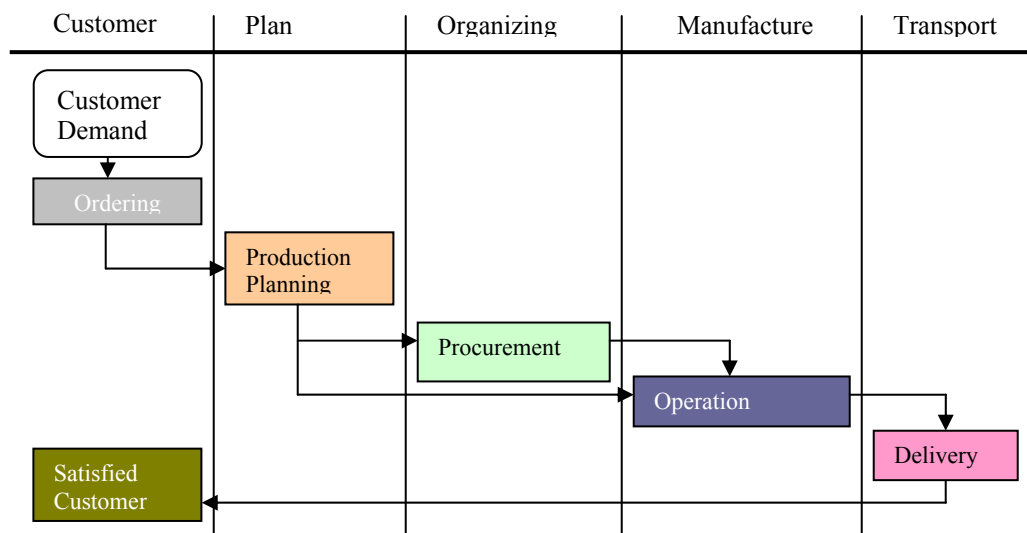 Customer Plan Organizing Manufacture Transport
Customer
Demand
Ordering
Production
Planning
Procurement
Operation
Delivery
Satisfied
Customer